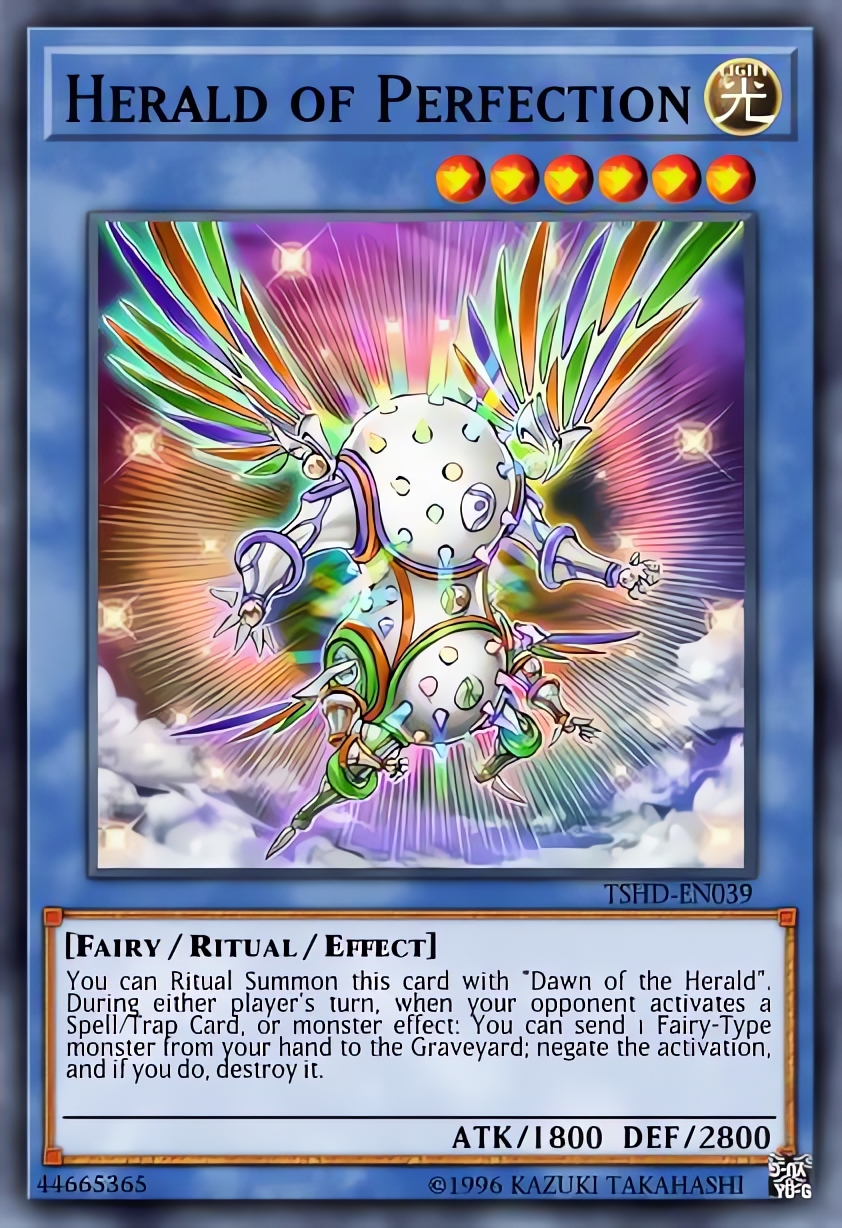 Herald of Perfection
LIGHT
光
TSHD-EN039
[Fairy / Ritual / Effect]
You can Ritual Summon this card with "Dawn of the Herald".
During either player's turn, when your opponent activates a
Spell/Trap Card, or monster effect: You can send 1 Fairy-Type
monster from your hand to the Graveyard; negate the activation,
and if you do, destroy it.
ATK/1800 DEF/2800
44665365
©1996 KAZUKI TAKAHASHI